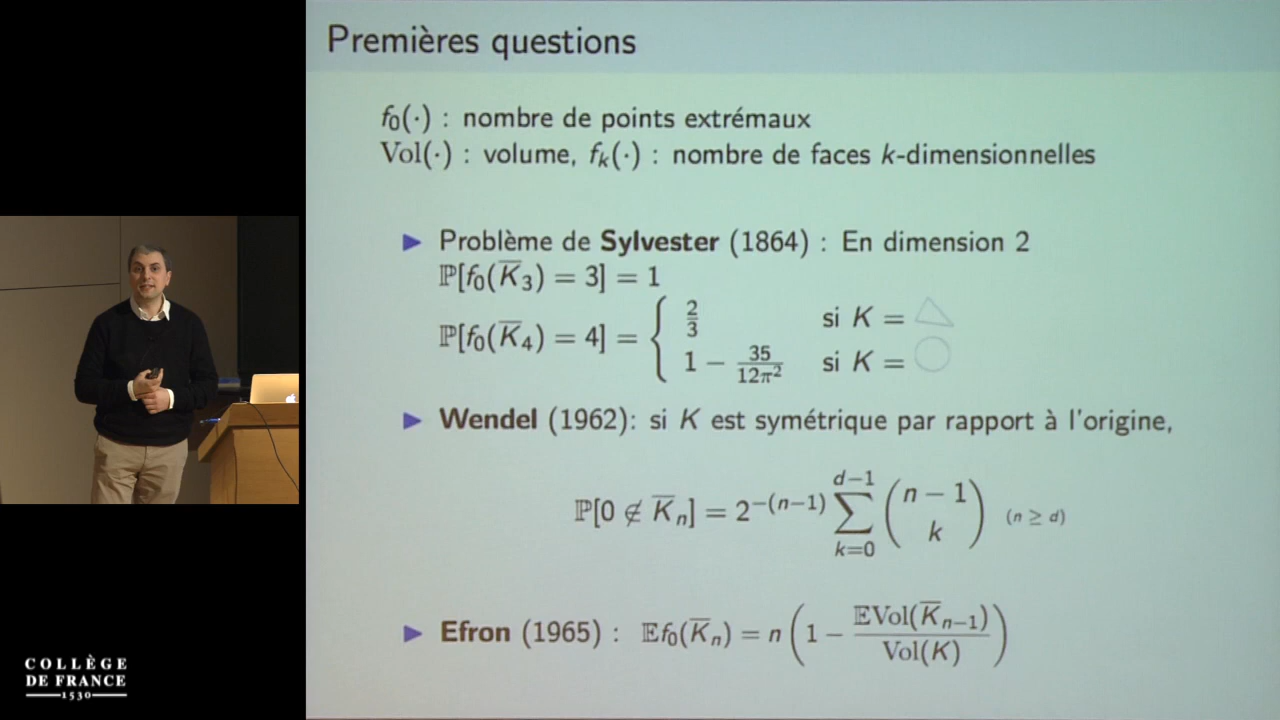 Premières questions
f₀(·) : nombre de points extrémaux
Vol(·) : volume, fₖ(·) : nombre de faces k-dimensionnelles
▶ Problème de Sylvester (1864) : En dimension 2
ℙ[f₀(K̅₃) = 3] = 1
ℙ[f₀(K̅₄) = 4] = { 2/3 si K = △
1 − 35/12π² si K = ○
▶ Wendel (1962): si K est symétrique par rapport à l'origine,
ℙ[0 ∉ K̅ₙ] = 2^{−(n−1)} ∑_{k=0}^{d−1} (n − 1 k) (n ≥ d)
▶ Efron (1965) : 𝔼f₀(K̅ₙ) = n (1 − 𝔼Vol(K̅ₙ₋₁)/Vol(K))
COLLÈGE
DE FRANCE
1530